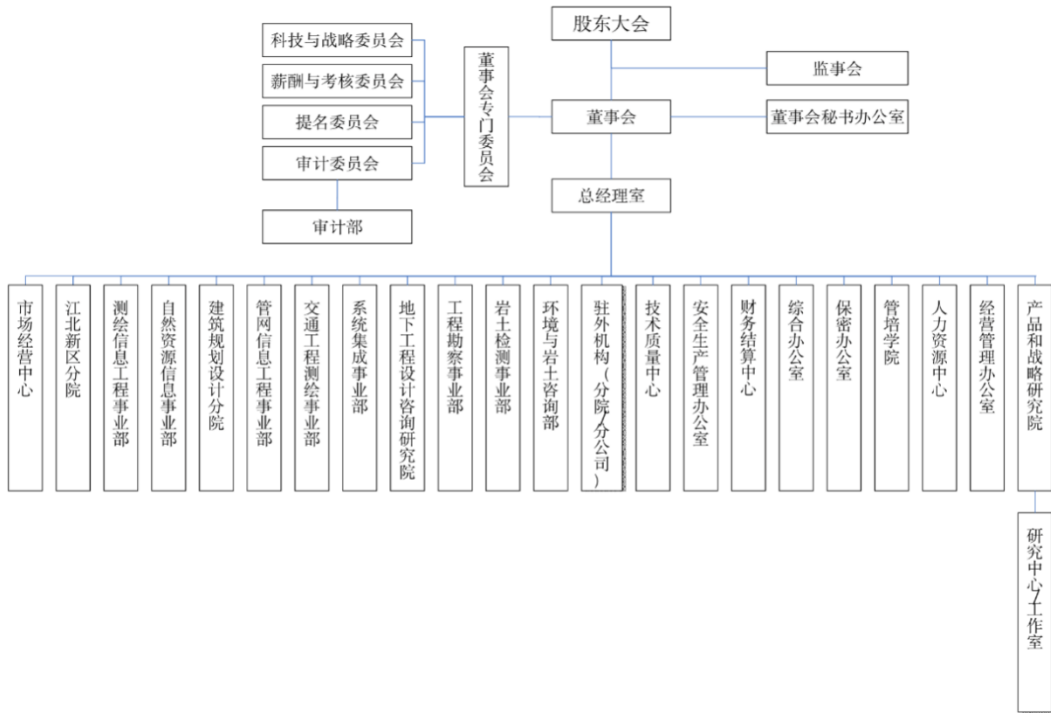 股东大会
科技与战略委员会
薪酬与考核委员会
提名委员会
审计委员会
审计部
董事会专门委员会
监事会
董事会
董事会秘书办公室
总经理室
市场经营中心
江北新区分院
测绘信息工程事业部
自然资源信息事业部
建筑规划设计分院
管网信息工程事业部
交通工程测绘事业部
系统集成事业部
地下工程设计咨询研究院
工程勘察事业部
岩土检测事业部
环境与岩土咨询部
驻外机构(分院/分公司)
技术质量中心
安全生产管理办公室
财务结算中心
综合办公室
保密办公室
管培学院
人力资源中心
经营管理办公室
产品和战略研究院
研究中心/工作室